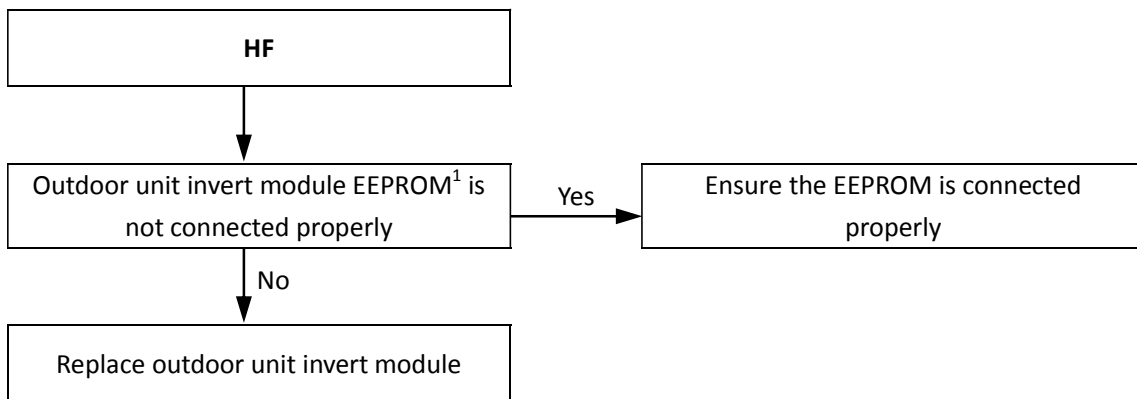 HF
Outdoor unit invert module EEPROM¹ is
not connected properly
Yes
Ensure the EEPROM is connected
properly
No
Replace outdoor unit invert module